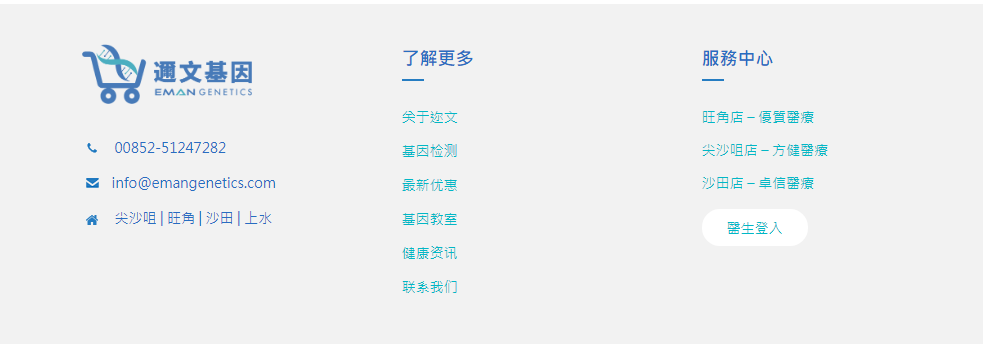 通文基因
EMAN GENETICS
00852-51247282
info@emangenetics.com
尖沙咀 | 旺角 | 沙田 | 上水
了解更多
关于迩文
基因检测
最新优惠
基因教室
健康资讯
联系我们
服務中心
旺角店 – 優質醫療
尖沙咀店 – 方健醫療
沙田店 – 卓信醫療
醫生登入